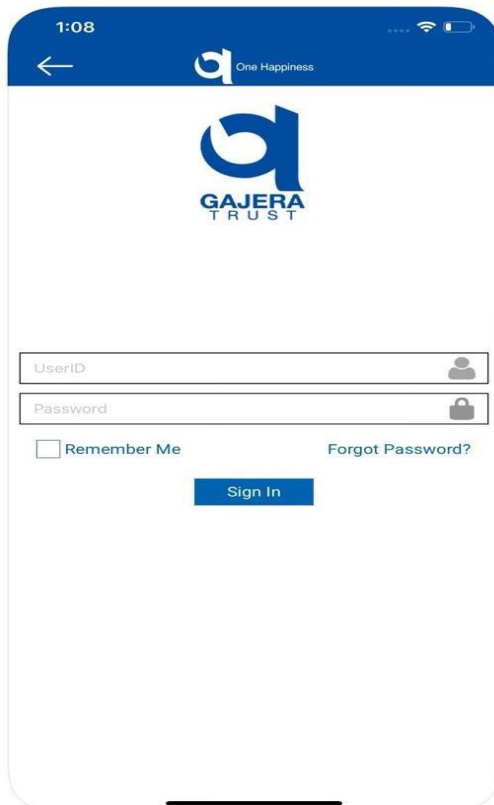 1:08
One Happiness
GAJERA
TRUST
UserID
Password
Remember Me
Forgot Password?
Sign In